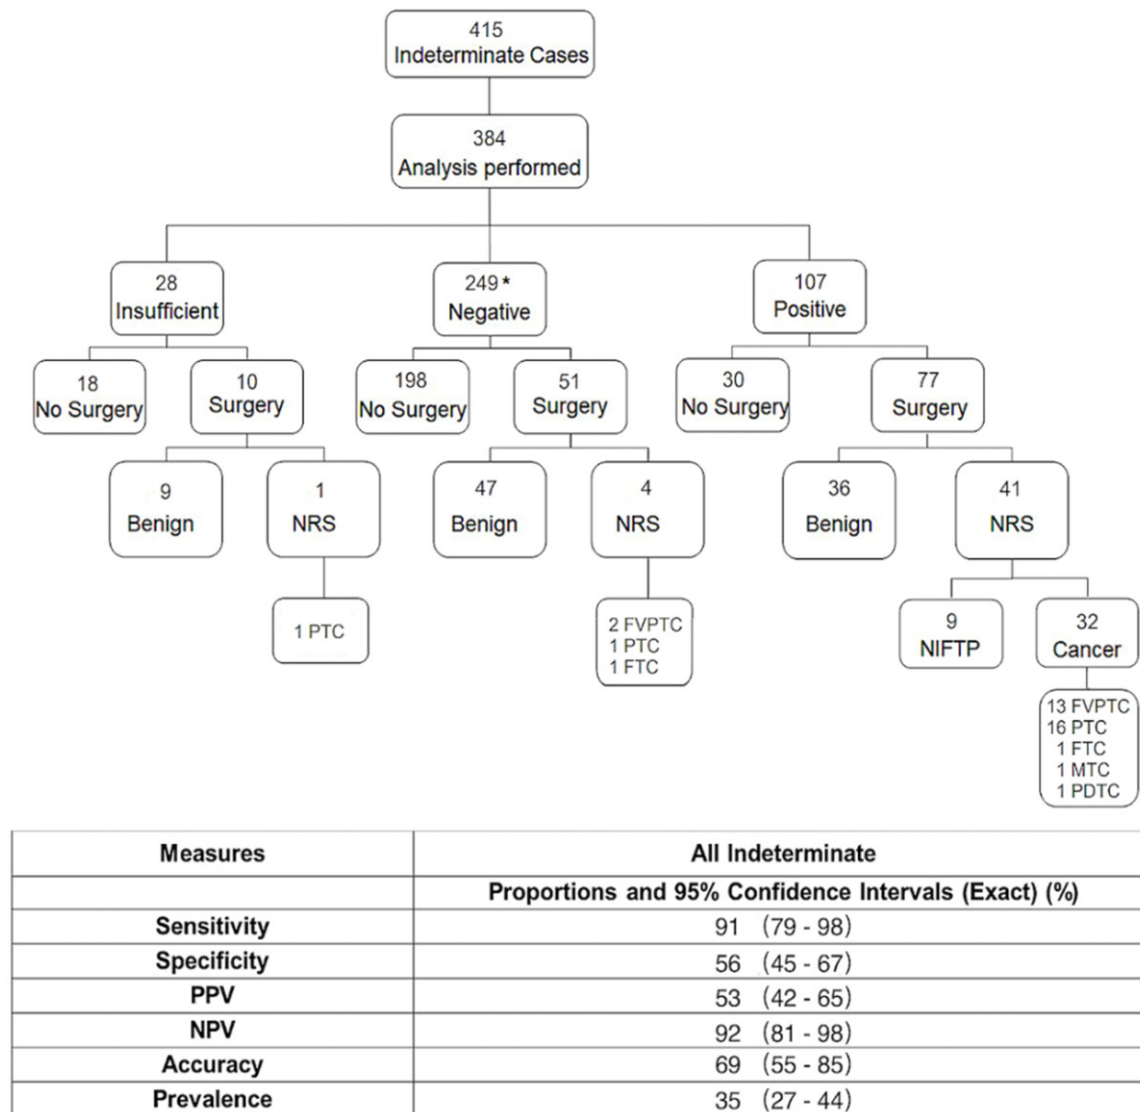 415
Indeterminate Cases
384
Analysis performed
28
Insufficient
249*
Negative
107
Positive
18
No Surgery
10
Surgery
198
No Surgery
51
Surgery
30
No Surgery
77
Surgery
9
Benign
1
NRS
47
Benign
4
NRS
36
Benign
41
NRS
1 PTC
2 FVPTC
1 PTC
1 FTC
9
NIFTP
32
Cancer
13 FVPTC
16 PTC
1 FTC
1 MTC
1 PDTC
Measures All Indeterminate
Proportions and 95% Confidence Intervals (Exact) (%)
Sensitivity 91 (79 - 98)
Specificity 56 (45 - 67)
PPV 53 (42 - 65)
NPV 92 (81 - 98)
Accuracy 69 (55 - 85)
Prevalence 35 (27 - 44)